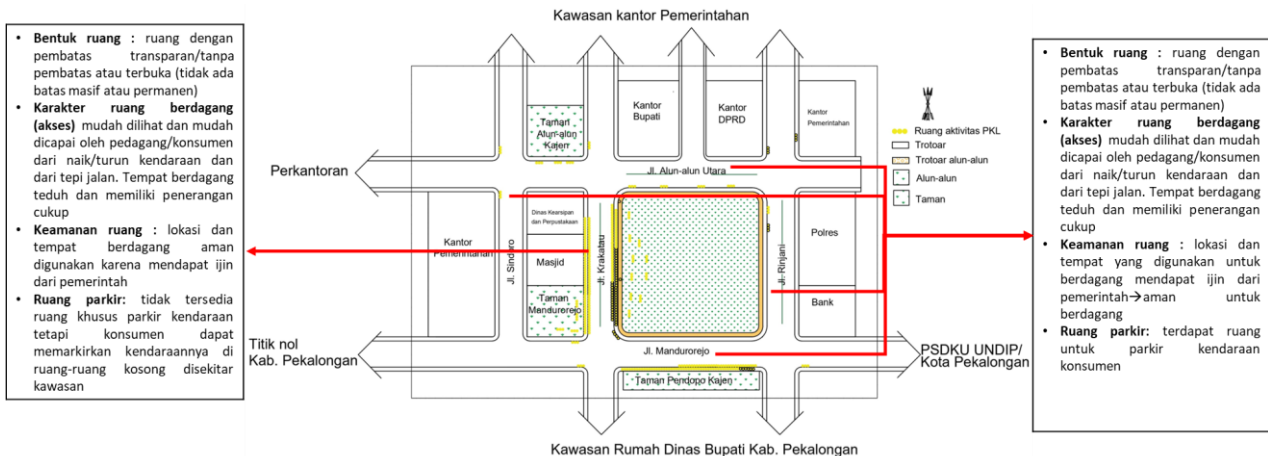 Kawasan kantor Pemerintahan
• Bentuk ruang : ruang dengan
pembatas transparan/tanpa
pembatas atau terbuka (tidak ada
batas masif atau permanen)
• Karakter ruang berdagang
(akses) mudah dilihat dan mudah
dicapai oleh pedagang/konsumen
dari naik/turun kendaraan dan
dari tepi jalan. Tempat berdagang
teduh dan memiliki penerangan
cukup
• Keamanan ruang : lokasi dan
tempat berdagang aman
digunakan karena mendapat ijin
dari pemerintah
• Ruang parkir: tidak tersedia
ruang khusus parkir kendaraan
tetapi konsumen dapat
memarkirkan kendaraannya di
ruang-ruang kosong disekitar
kawasan
Perkantoran
Titik nol
Kab. Pekalongan
Taman
Alun-alun
Kajen
Kantor
Bupati
Kantor
DPRD
Kantor
Pemerintahan
Jl. Alun-alun Utara
Kantor
Pemerintahan
Jl. Sindoro
Dinas Kearsipan
dan Perpustakaan
Masjid
Taman
Mandurorejo
Jl. Krakatau
Jl. Rinjani
Polres
Bank
Jl. Mandurorejo
Taman Pendopo Kajen
PSDKU UNDIP/
Kota Pekalongan
Kawasan Rumah Dinas Bupati Kab. Pekalongan
Ruang aktivitas PKL
Trotoar
Trotoar alun-alun
Alun-alun
Taman
• Bentuk ruang : ruang dengan
pembatas transparan/tanpa
pembatas atau terbuka (tidak ada
batas masif atau permanen)
• Karakter ruang berdagang
(akses) mudah dilihat dan mudah
dicapai oleh pedagang/konsumen
dari naik/turun kendaraan dan
dari tepi jalan. Tempat berdagang
teduh dan memiliki penerangan
cukup
• Keamanan ruang : lokasi dan
tempat yang digunakan untuk
berdagang mendapat ijin dari
pemerintah→aman untuk
berdagang
• Ruang parkir: terdapat ruang
untuk parkir kendaraan
konsumen